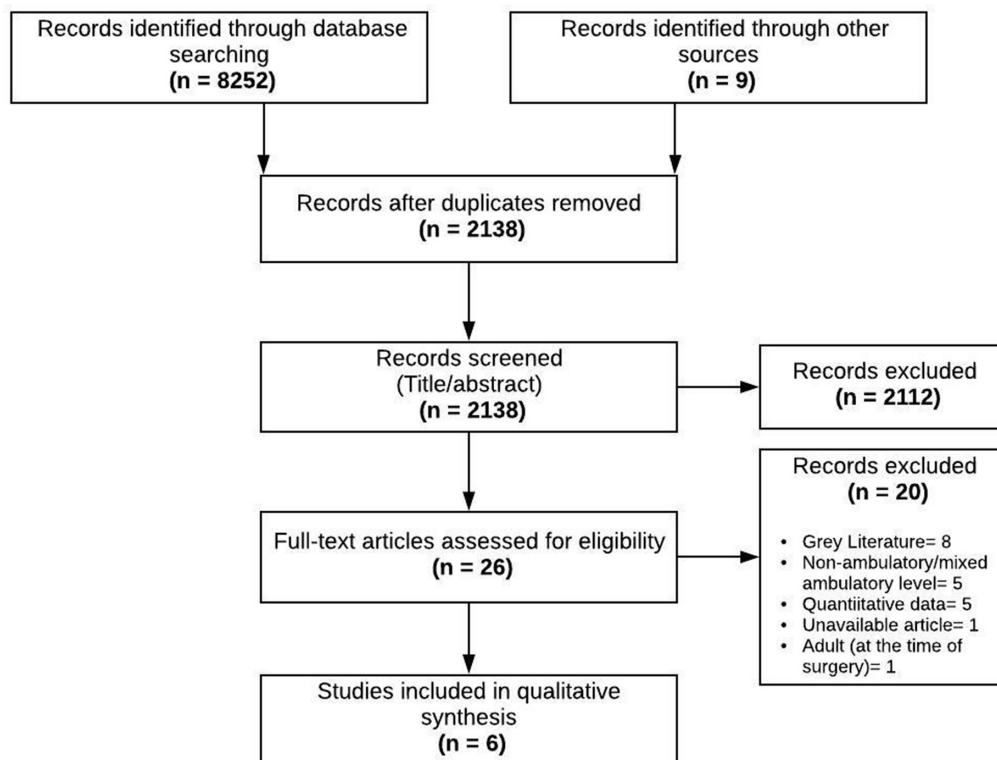 Records identified through database
searching
(n = 8252)
Records identified through other
sources
(n = 9)
Records after duplicates removed
(n = 2138)
Records screened
(Title/abstract)
(n = 2138)
Records excluded
(n = 2112)
Full-text articles assessed for eligibility
(n = 26)
Records excluded
(n = 20)
• Grey Literature= 8
• Non-ambulatory/mixed
ambulatory level= 5
• Quantiitative data= 5
• Unavailable article= 1
• Adult (at the time of
surgery)= 1
Studies included in qualitative
synthesis
(n = 6)